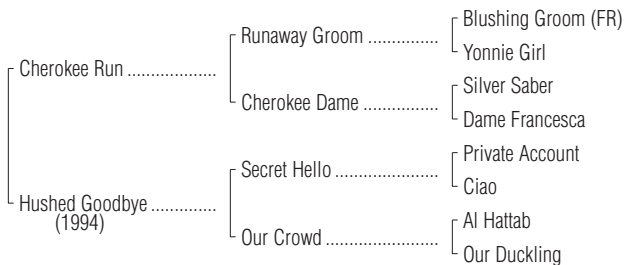 Blushing Groom (FR)
Runaway Groom ................
Yonnie Girl
Cherokee Run ...................
Silver Saber
Cherokee Dame .................
Dame Francesca
Private Account
Secret Hello .......................
Ciao
Hushed Goodbye ..............
(1994)
Al Hattab
Our Crowd .........................
Our Duckling